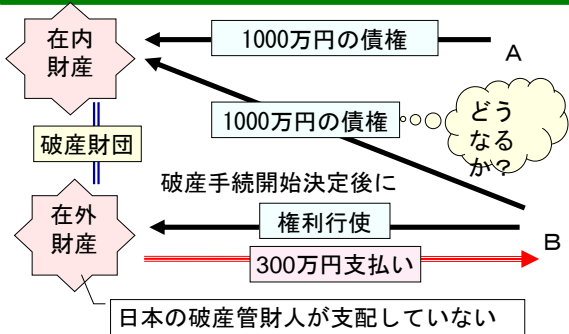 在内
財産
1000万円の債権
A
1000万円の債権
どう
なる
か？
破産財団
破産手続開始決定後に
在外
財産
権利行使
B
300万円支払い
日本の破産管財人が支配していない